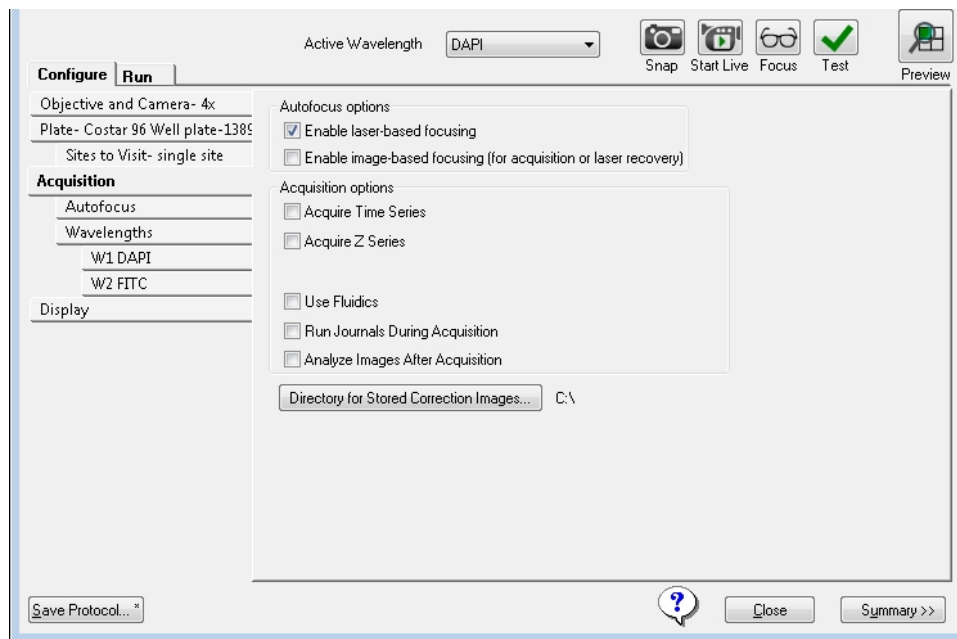 Active Wavelength DAPI
Snap Start Live Focus Test Preview
Configure Run
Objective and Camera- 4x
Plate- Costar 96 Well plate-1389
Sites to Visit- single site
Acquisition
Autofocus
Wavelengths
W1 DAPI
W2 FITC
Display
Autofocus options
Enable laser-based focusing
Enable image-based focusing (for acquisition or laser recovery)
Acquisition options
Acquire Time Series
Acquire Z Series
Use Fluidics
Run Journals During Acquisition
Analyze Images After Acquisition
Directory for Stored Correction Images... C:\
Save Protocol... * ? Close Summary >>